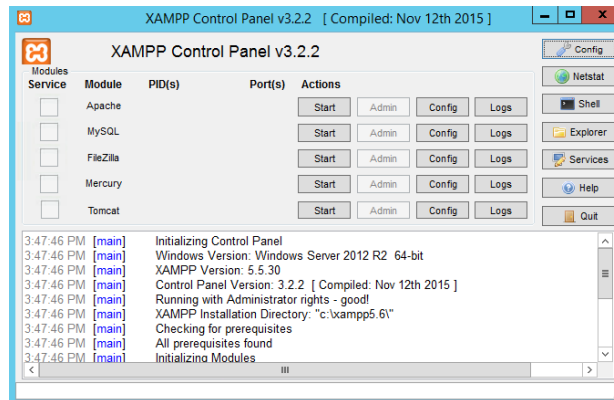 XAMPP Control Panel v3.2.2 [ Compiled: Nov 12th 2015 ]
XAMPP Control Panel v3.2.2
Config
Modules
Service Module PID(s) Port(s) Actions
Netstat
Apache Start Admin Config Logs
Shell
MySQL Start Admin Config Logs
Explorer
FileZilla Start Admin Config Logs
Services
Mercury Start Admin Config Logs
Help
Tomcat Start Admin Config Logs
Quit
3:47:46 PM [main] Initializing Control Panel
3:47:46 PM [main] Windows Version: Windows Server 2012 R2 64-bit
3:47:46 PM [main] XAMPP Version: 5.5.30
3:47:46 PM [main] Control Panel Version: 3.2.2 [ Compiled: Nov 12th 2015 ]
3:47:46 PM [main] Running with Administrator rights - good!
3:47:46 PM [main] XAMPP Installation Directory: "c:\xampp5.6\"
3:47:46 PM [main] Checking for prerequisites
3:47:46 PM [main] All prerequisites found
3:47:46 PM [main] Initializing Modules